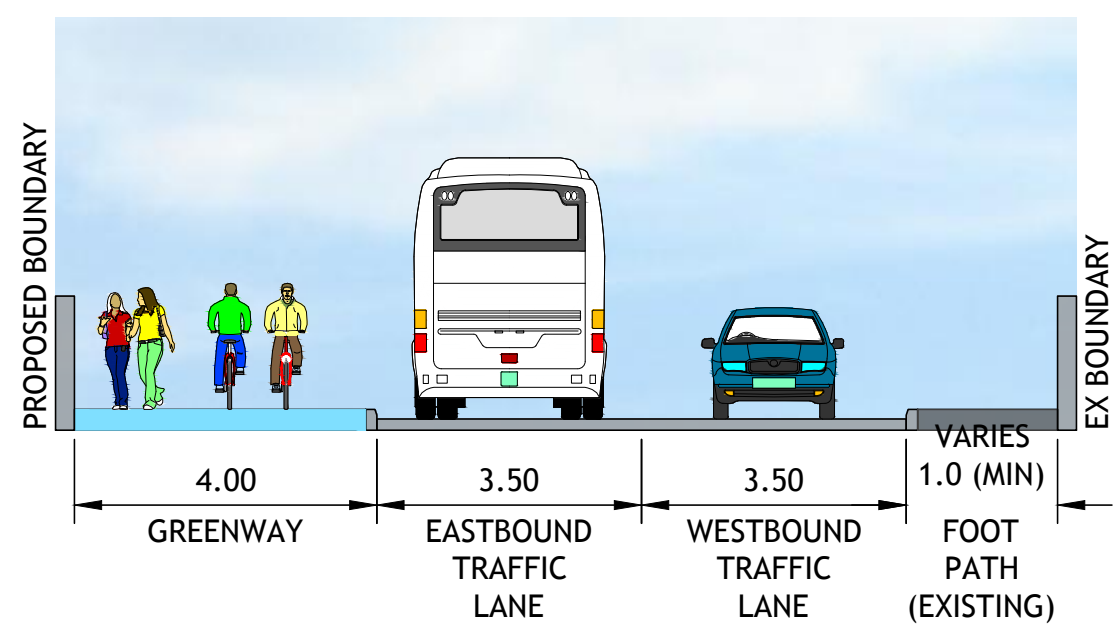 PROPOSED BOUNDARY
EX BOUNDARY
4.00
GREENWAY
3.50
EASTBOUND
TRAFFIC
LANE
3.50
WESTBOUND
TRAFFIC
LANE
VARIES
1.0 (MIN)
FOOT
PATH
(EXISTING)